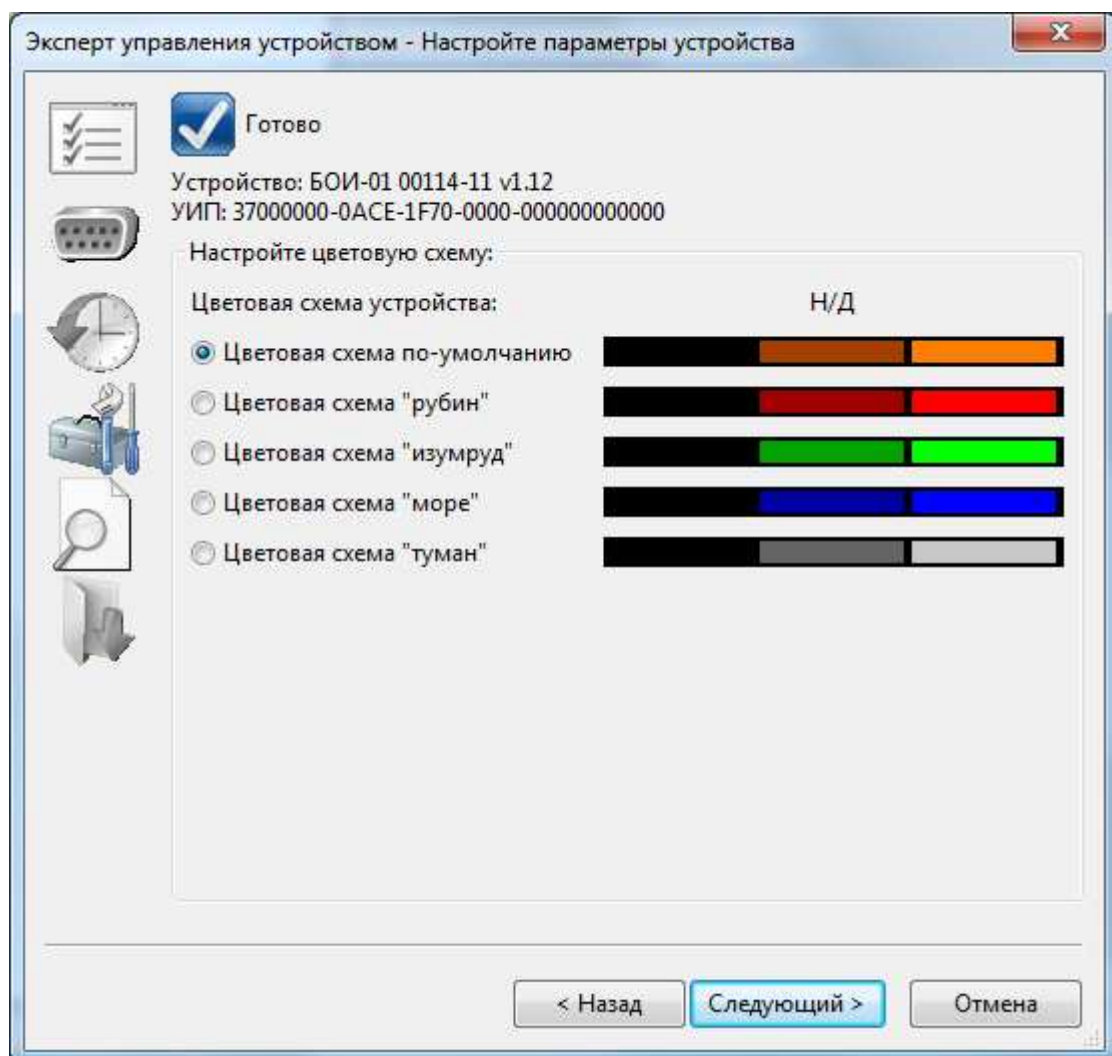 Эксперт управления устройством - Настройте параметры устройства
Готово
Устройство: БОИ-01 00114-11 v1.12
УИП: 37000000-0ACE-1F70-0000-000000000000
Настройте цветовую схему:
Цветовая схема устройства: Н/Д
Цветовая схема по-умолчанию
Цветовая схема "рубин"
Цветовая схема "изумруд"
Цветовая схема "море"
Цветовая схема "туман"
< Назад Следующий > Отмена